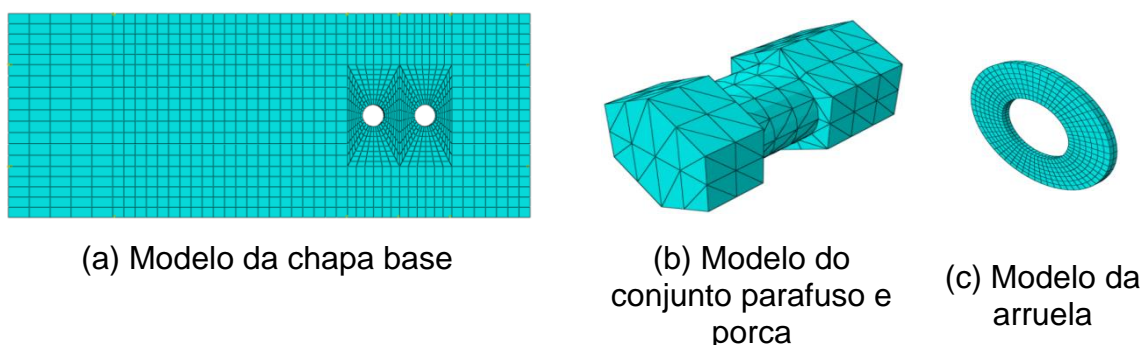 (a) Modelo da chapa base
(b) Modelo do
conjunto parafuso e
porca
(c) Modelo da
arruela